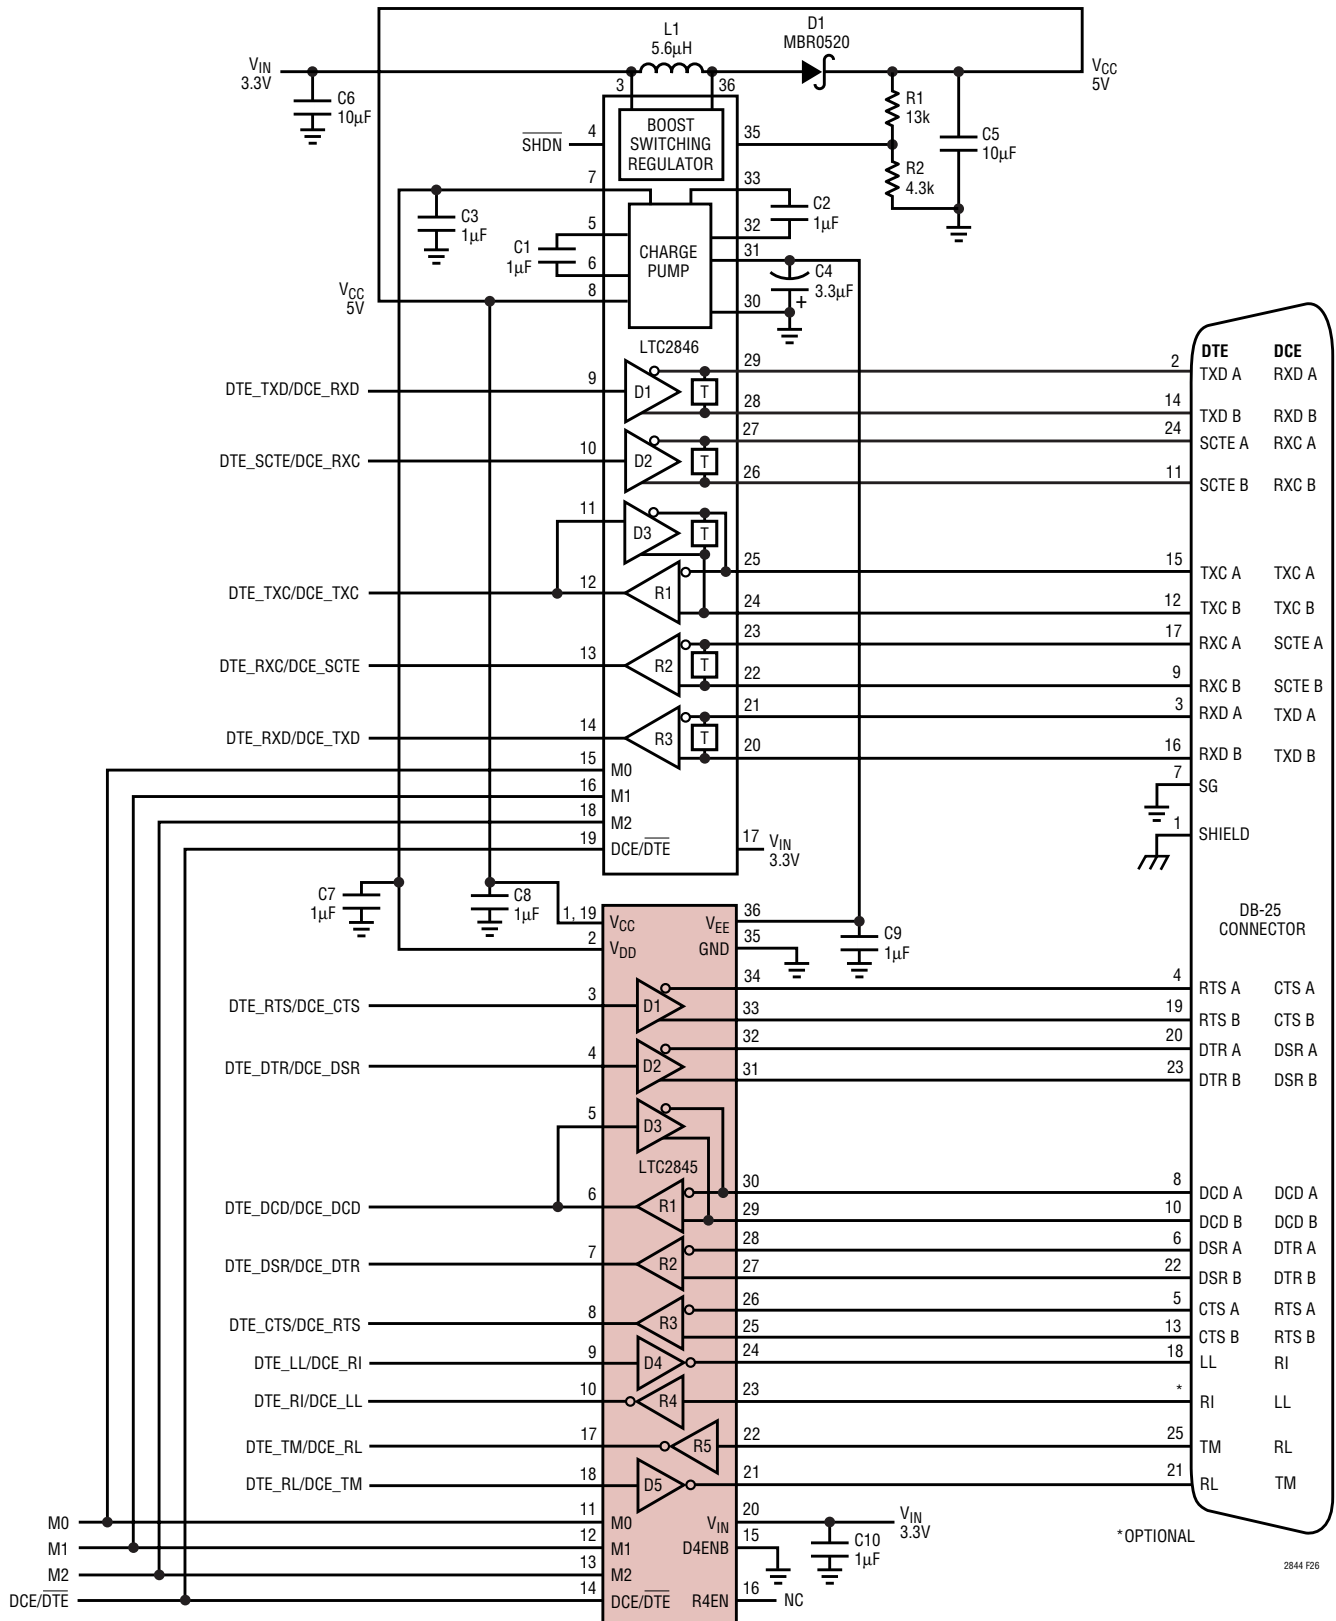 L1
5.6µH
D1
MBR0520
VIN
3.3V
VCC
5V
3
36
C6
10µF
R1
13k
BOOST
SWITCHING
REGULATOR
SHDN
4
35
C5
10µF
R2
4.3k
7
33
C3
1µF
C2
1µF
5
32
C1
1µF
CHARGE
PUMP
31
6
C4
3.3µF
+
VCC
5V
8
30
LTC2846
DTE DCE
DTE_TXD/DCE_RXD
9
D1
T
29
2
TXD A RXD A
28
14
TXD B RXD B
DTE_SCTE/DCE_RXC
10
D2
T
27
24
SCTE A RXC A
26
11
SCTE B RXC B
11
D3
T
DTE_TXC/DCE_TXC
12
R1
25
15
TXC A TXC A
24
12
TXC B TXC B
DTE_RXC/DCE_SCTE
13
R2
T
23
17
RXC A SCTE A
22
9
RXC B SCTE B
DTE_RXD/DCE_TXD
14
R3
T
21
3
RXD A TXD A
20
16
RXD B TXD B
15
M0
7
SG
16
M1
18
M2
1
SHIELD
19
DCE/DTE
17
VIN
3.3V
C7
1µF
C8
1µF
1, 19
VCC
VEE
36
C9
1µF
2
VDD
GND
35
DB-25
CONNECTOR
DTE_RTS/DCE_CTS
3
D1
34
4
RTS A CTS A
33
19
RTS B CTS B
DTE_DTR/DCE_DSR
4
D2
32
20
DTR A DSR A
31
23
DTR B DSR B
5
D3
LTC2845
DTE_DCD/DCE_DCD
6
R1
30
8
DCD A DCD A
29
10
DCD B DCD B
DTE_DSR/DCE_DTR
7
R2
28
6
DSR A DTR A
27
22
DSR B DTR B
DTE_CTS/DCE_RTS
8
R3
26
5
CTS A RTS A
25
13
CTS B RTS B
DTE_LL/DCE_RI
9
D4
24
18
LL RI
DTE_RI/DCE_LL
10
R4
23
*
RI LL
DTE_TM/DCE_RL
17
R5
22
25
TM RL
DTE_RL/DCE_TM
18
D5
21
21
RL TM
M0
11
M0
VIN
20
VIN
3.3V
M1
12
M1
D4ENB
15
C10
1µF
*OPTIONAL
M2
13
M2
DCE/DTE
14
DCE/DTE
R4EN
16
NC
2844 F26